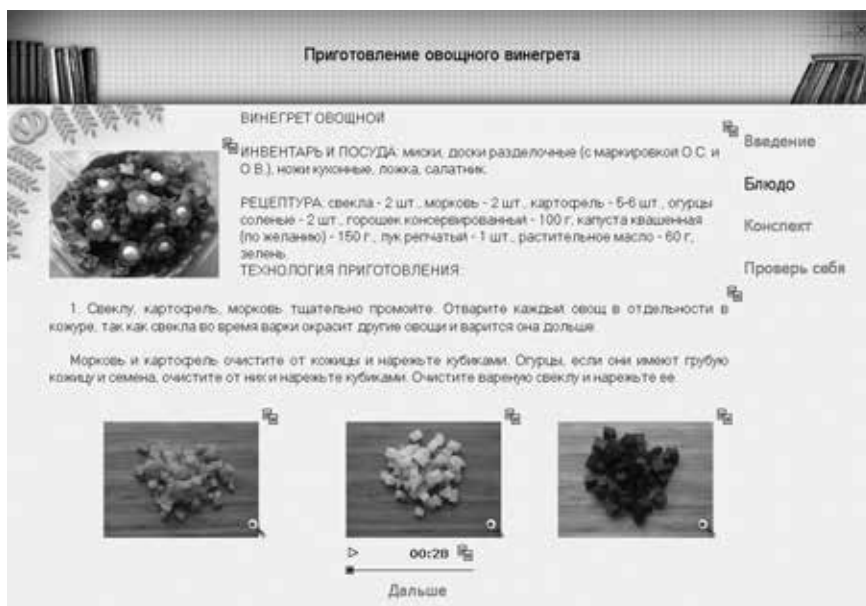 Приготовление овощного винегрета
ВИНЕГРЕТ ОВОЩНОЙ
ИНВЕНТАРЬ И ПОСУДА: миски, доски разделочные (с маркировкой О.С. и
О.В.), ножи кухонные, ложка, салатник.
РЕЦЕПТУРА: свекла - 2 шт., морковь - 2 шт., картофель - 5-6 шт., огурцы
соленые - 2 шт., горошек консервированный - 100 г, капуста квашенная
(по желанию) - 150 г., лук репчатый - 1 шт., растительное масло - 60 г,
зелень.
ТЕХНОЛОГИЯ ПРИГОТОВЛЕНИЯ:
1. Свеклу, картофель, морковь тщательно промойте. Отварите каждый овощ в отдельности в
кожуре, так как свекла во время варки окрасит другие овощи и варится она дольше.
Морковь и картофель очистите от кожицы и нарежьте кубиками. Огурцы, если они имеют грубую
кожицу и семена, очистите от них и нарежьте кубиками. Очистите вареную свеклу и нарежьте ее.
00:28
Дальше
Введение
Блюдо
Конспект
Проверь себя